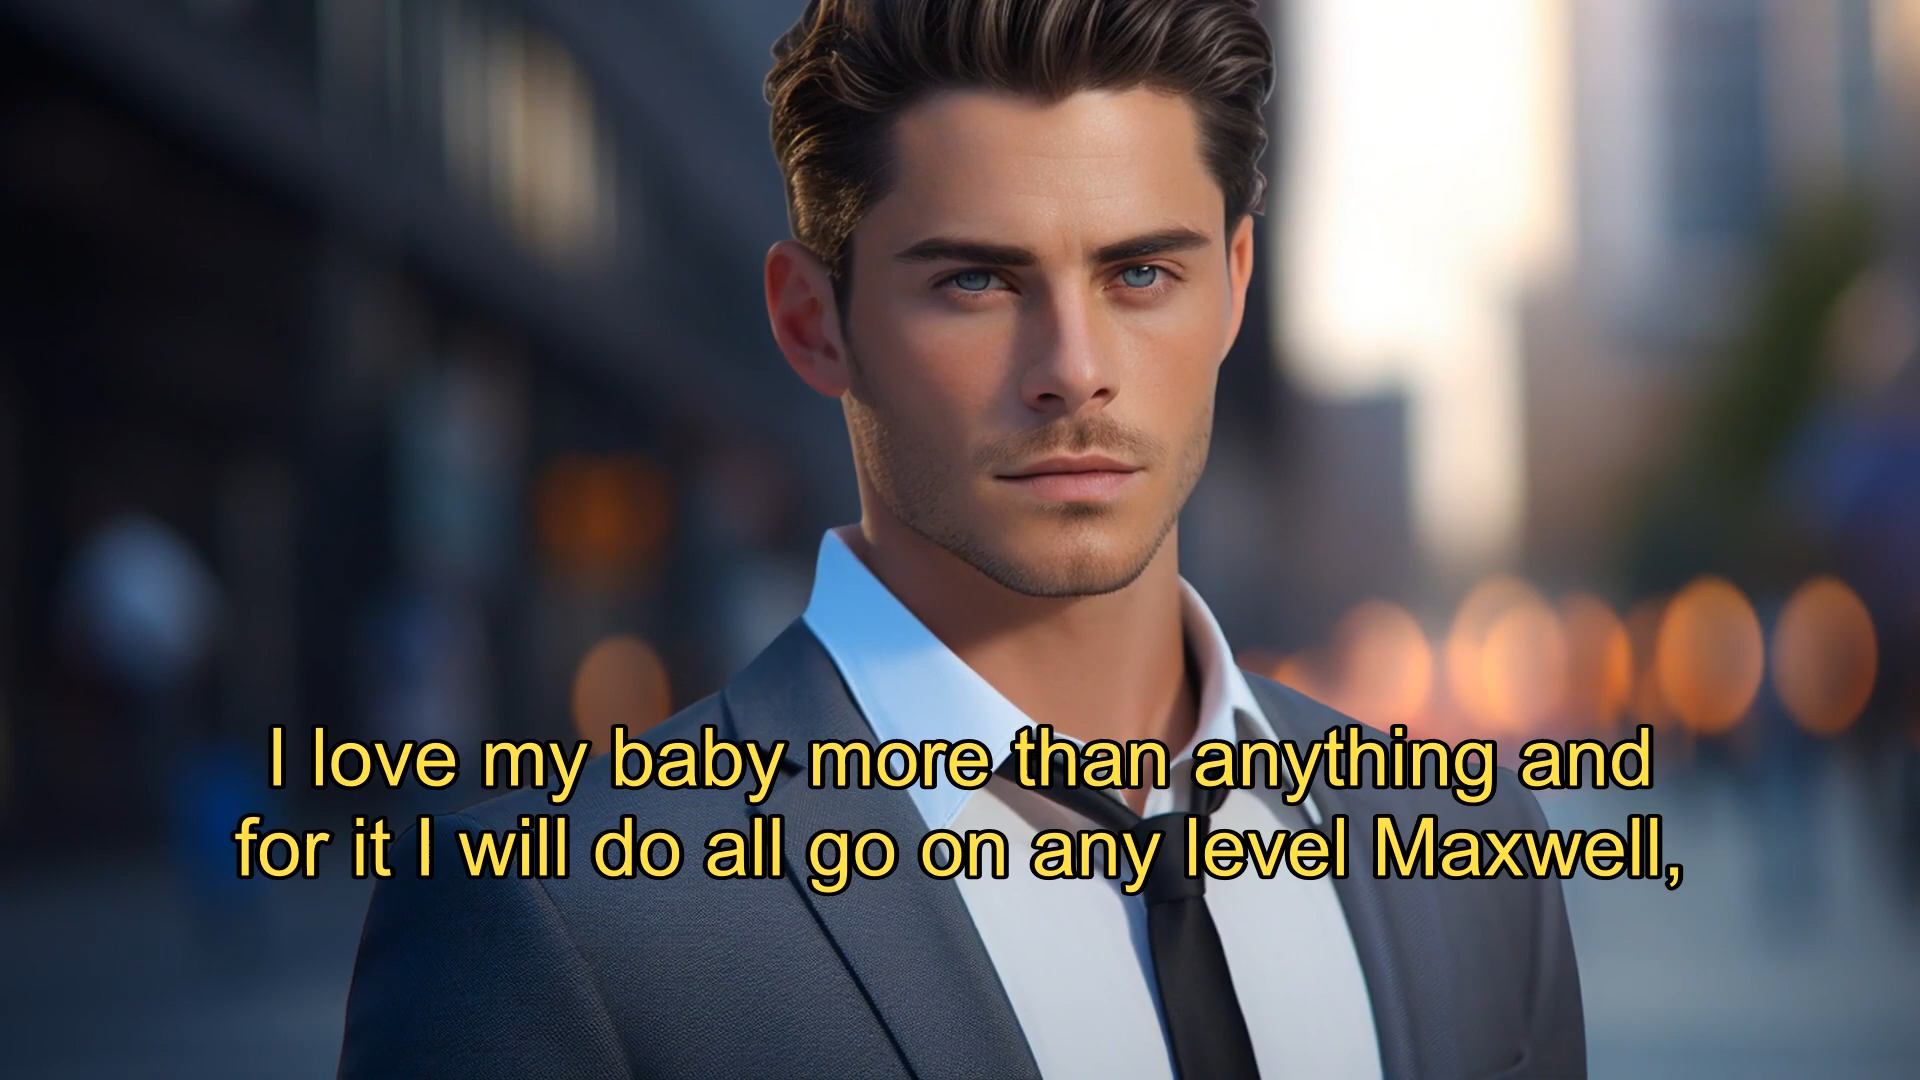 I love my baby more than anything and
for it I will do all go on any level Maxwell,